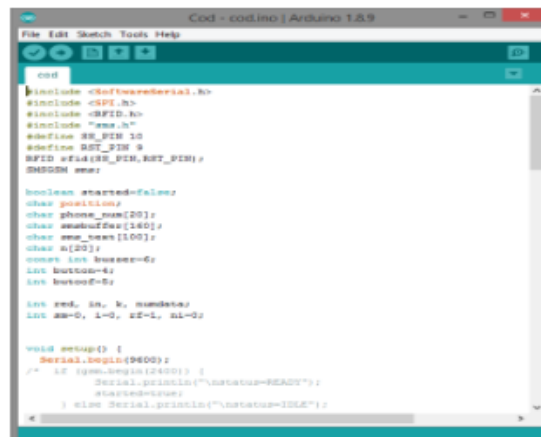 Cod - cod.ino | Arduino 1.8.9
File Edit Sketch Tools Help
cod
#include <SoftwareSerial.h>
#include <SPI.h>
#include <RFID.h>
#include "sms.h"
#define SS_PIN 10
#define RST_PIN 9
RFID rfid(SS_PIN,RST_PIN);
SMSGSM sms;
boolean started=false;
char position;
char phone_num[20];
char smsbuffer[160];
char sms_text[100];
char n[20];
const int buzzer=6;
int button=4;
int butoof=5;
int red, in, k, numdata;
int sm=0, i=0, rf=1, ni=0;
void setup() {
Serial.begin(9600);
/* if (gsm.begin(2400)) {
Serial.println("\nstatus=READY");
started=true;
} else Serial.println("\nstatus=IDLE");